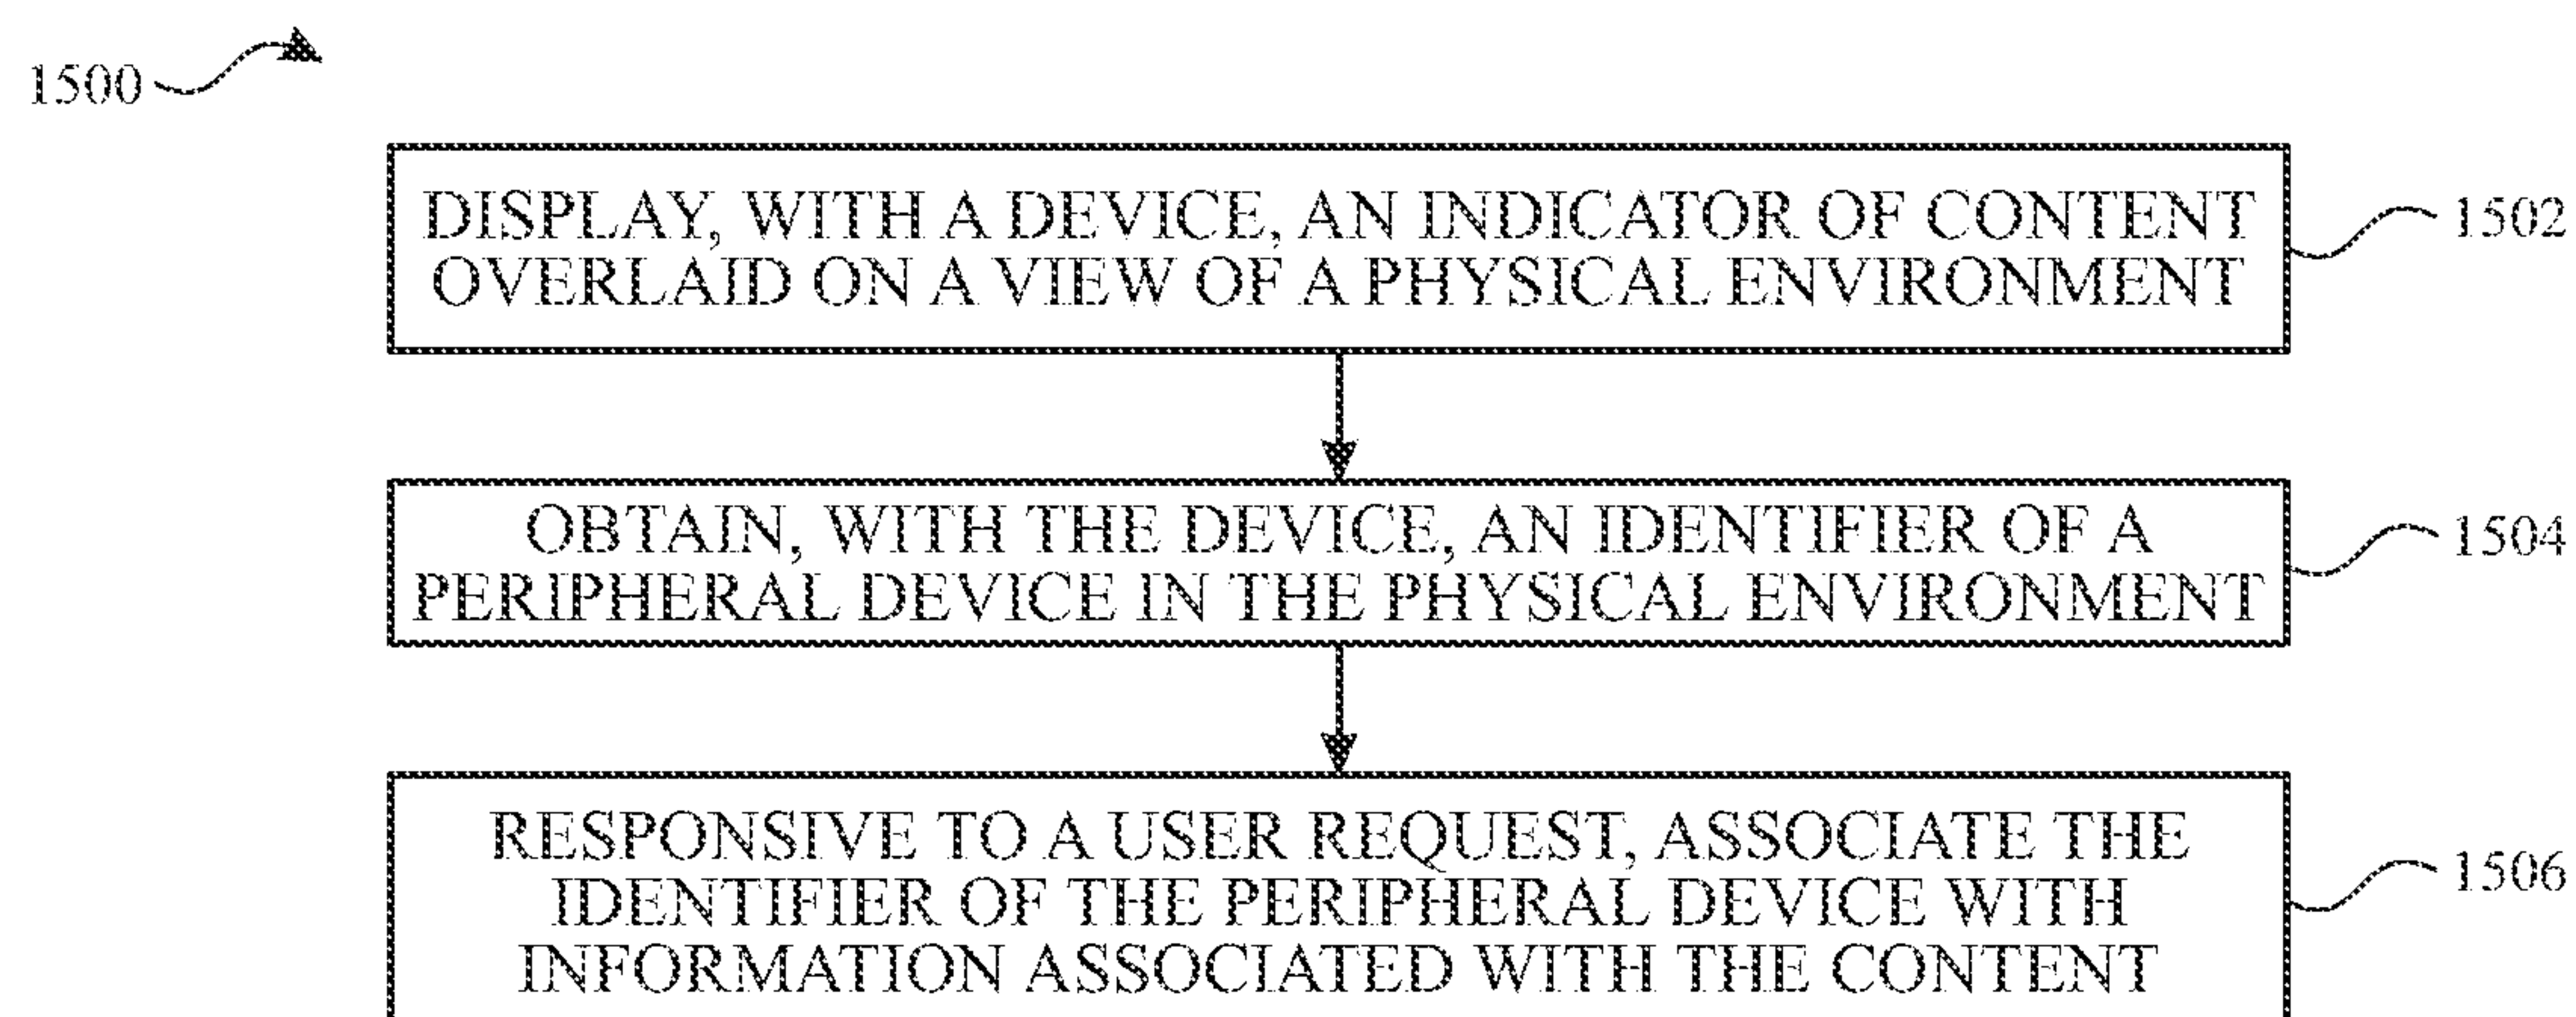 1500
DISPLAY, WITH A DEVICE, AN INDICATOR OF CONTENT
OVERLAID ON A VIEW OF A PHYSICAL ENVIRONMENT
1502
OBTAIN, WITH THE DEVICE, AN IDENTIFIER OF A
PERIPHERAL DEVICE IN THE PHYSICAL ENVIRONMENT
1504
RESPONSIVE TO A USER REQUEST, ASSOCIATE THE
IDENTIFIER OF THE PERIPHERAL DEVICE WITH
INFORMATION ASSOCIATED WITH THE CONTENT
1506